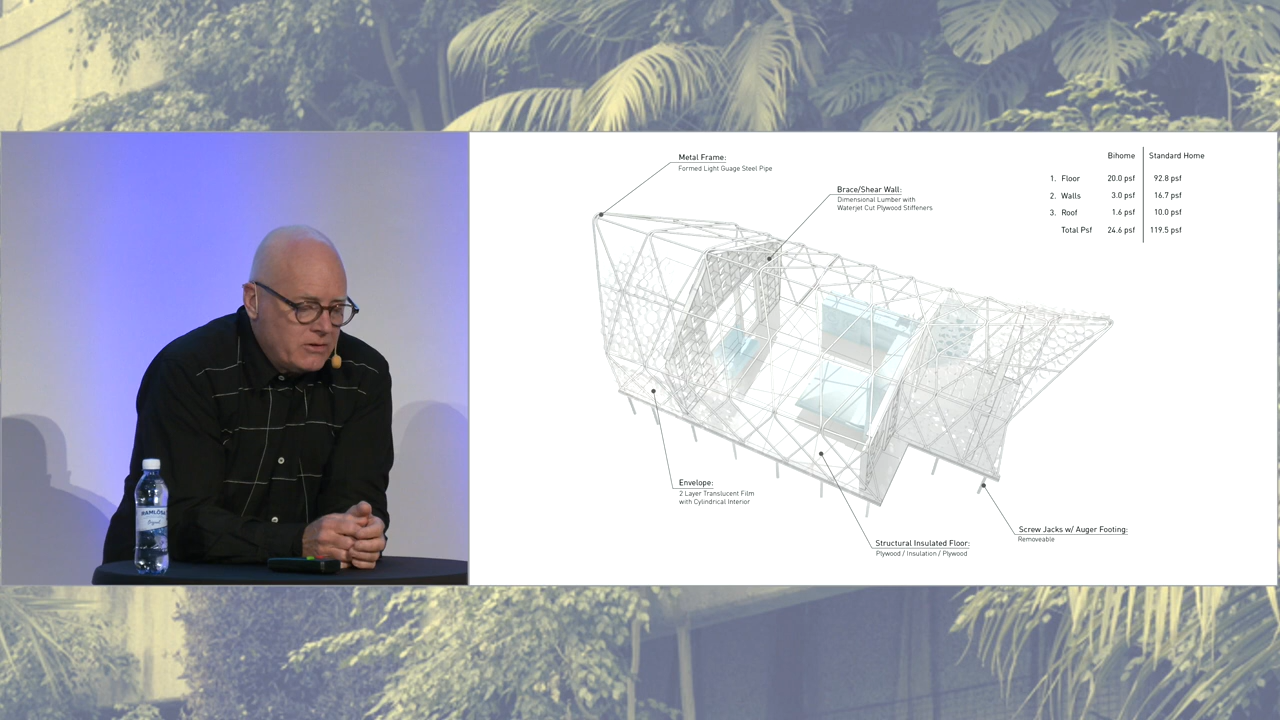 Metal Frame:
Formed Light Guage Steel Pipe
Brace/Shear Wall:
Dimensional Lumber with
Waterjet Cut Plywood Stiffeners
Bihome Standard Home
1. Floor 20.0 psf 92.8 psf
2. Walls 3.0 psf 16.7 psf
3. Roof 1.6 psf 10.0 psf
Total Psf 24.6 psf 119.5 psf
Envelope:
2 Layer Translucent Film
with Cylindrical Interior
Structural Insulated Floor:
Plywood / Insulation / Plywood
Screw Jacks w/ Auger Footing:
Removeable
RAMLÖSA
Original